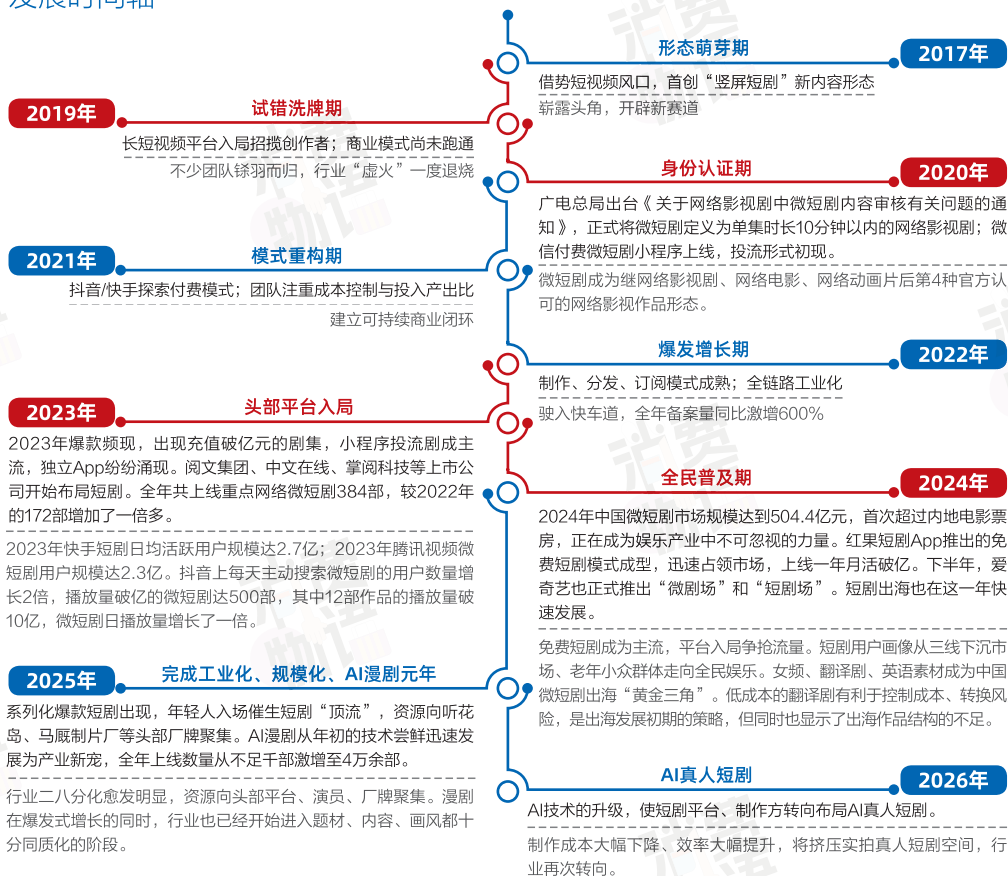 发展时间轴
2017年
形态萌芽期
借势短视频风口，首创“竖屏短剧”新内容形态
崭露头角，开辟新赛道
2019年
试错洗牌期
长短视频平台入局招揽创作者；商业模式尚未跑通
不少团队铩羽而归，行业“虚火”一度退烧
2020年
身份认证期
广电总局出台《关于网络影视剧中微短剧内容审核有关问题的通
知》，正式将微短剧定义为单集时长10分钟以内的网络影视剧；微
信付费微短剧小程序上线，投流形式初现。
微短剧成为继网络影视剧、网络电影、网络动画片后第4种官方认
可的网络影视作品形态。
2021年
模式重构期
抖音/快手探索付费模式；团队注重成本控制与投入产出比
建立可持续商业闭环
2022年
爆发增长期
制作、分发、订阅模式成熟；全链路工业化
驶入快车道，全年备案量同比激增600%
2023年
头部平台入局
2023年爆款频现，出现充值破亿元的剧集，小程序投流剧成主
流，独立App纷纷涌现。阅文集团、中文在线、掌阅科技等上市公
司开始布局短剧。全年共上线重点网络微短剧384部，较2022年
的172部增加了一倍多。
2023年快手短剧日均活跃用户规模达2.7亿；2023年腾讯视频微
短剧用户规模达2.3亿。抖音上每天主动搜索微短剧的用户数量增
长2倍，播放量破亿的微短剧达500部，其中12部作品的播放量破
10亿，微短剧日播放量增长了一倍。
2024年
全民普及期
2024年中国微短剧市场规模达到504.4亿元，首次超过内地电影票
房，正在成为娱乐产业中不可忽视的力量。红果短剧App推出的免
费短剧模式成型，迅速占领市场，上线一年月活破亿。下半年，爱
奇艺也正式推出“微剧场”和“短剧场”。短剧出海也在这一年快
速发展。
免费短剧成为主流，平台入局争抢流量。短剧用户画像从三线下沉市
场、老年小众群体走向全民娱乐。女频、翻译剧、英语素材成为中国
微短剧出海“黄金三角”。低成本的翻译剧有利于控制成本、转换风
险，是出海发展初期的策略，但同时也显示了出海作品结构的不足。
2025年
完成工业化、规模化、AI漫剧元年
系列化爆款短剧出现，年轻人入场催生短剧“顶流”，资源向听花
岛、马厩制片厂等头部厂牌聚集。AI漫剧从年初的技术尝鲜迅速发
展为产业新宠，全年上线数量从不足千部激增至4万余部。
行业二八分化愈发明显，资源向头部平台、演员、厂牌聚集。漫剧
在爆发式增长的同时，行业也已经开始进入题材、内容、画风都十
分同质化的阶段。
2026年
AI真人短剧
AI技术的升级，使短剧平台、制作方转向布局AI真人短剧。
制作成本大幅下降、效率大幅提升，将挤压实拍真人短剧空间，行
业再次转向。